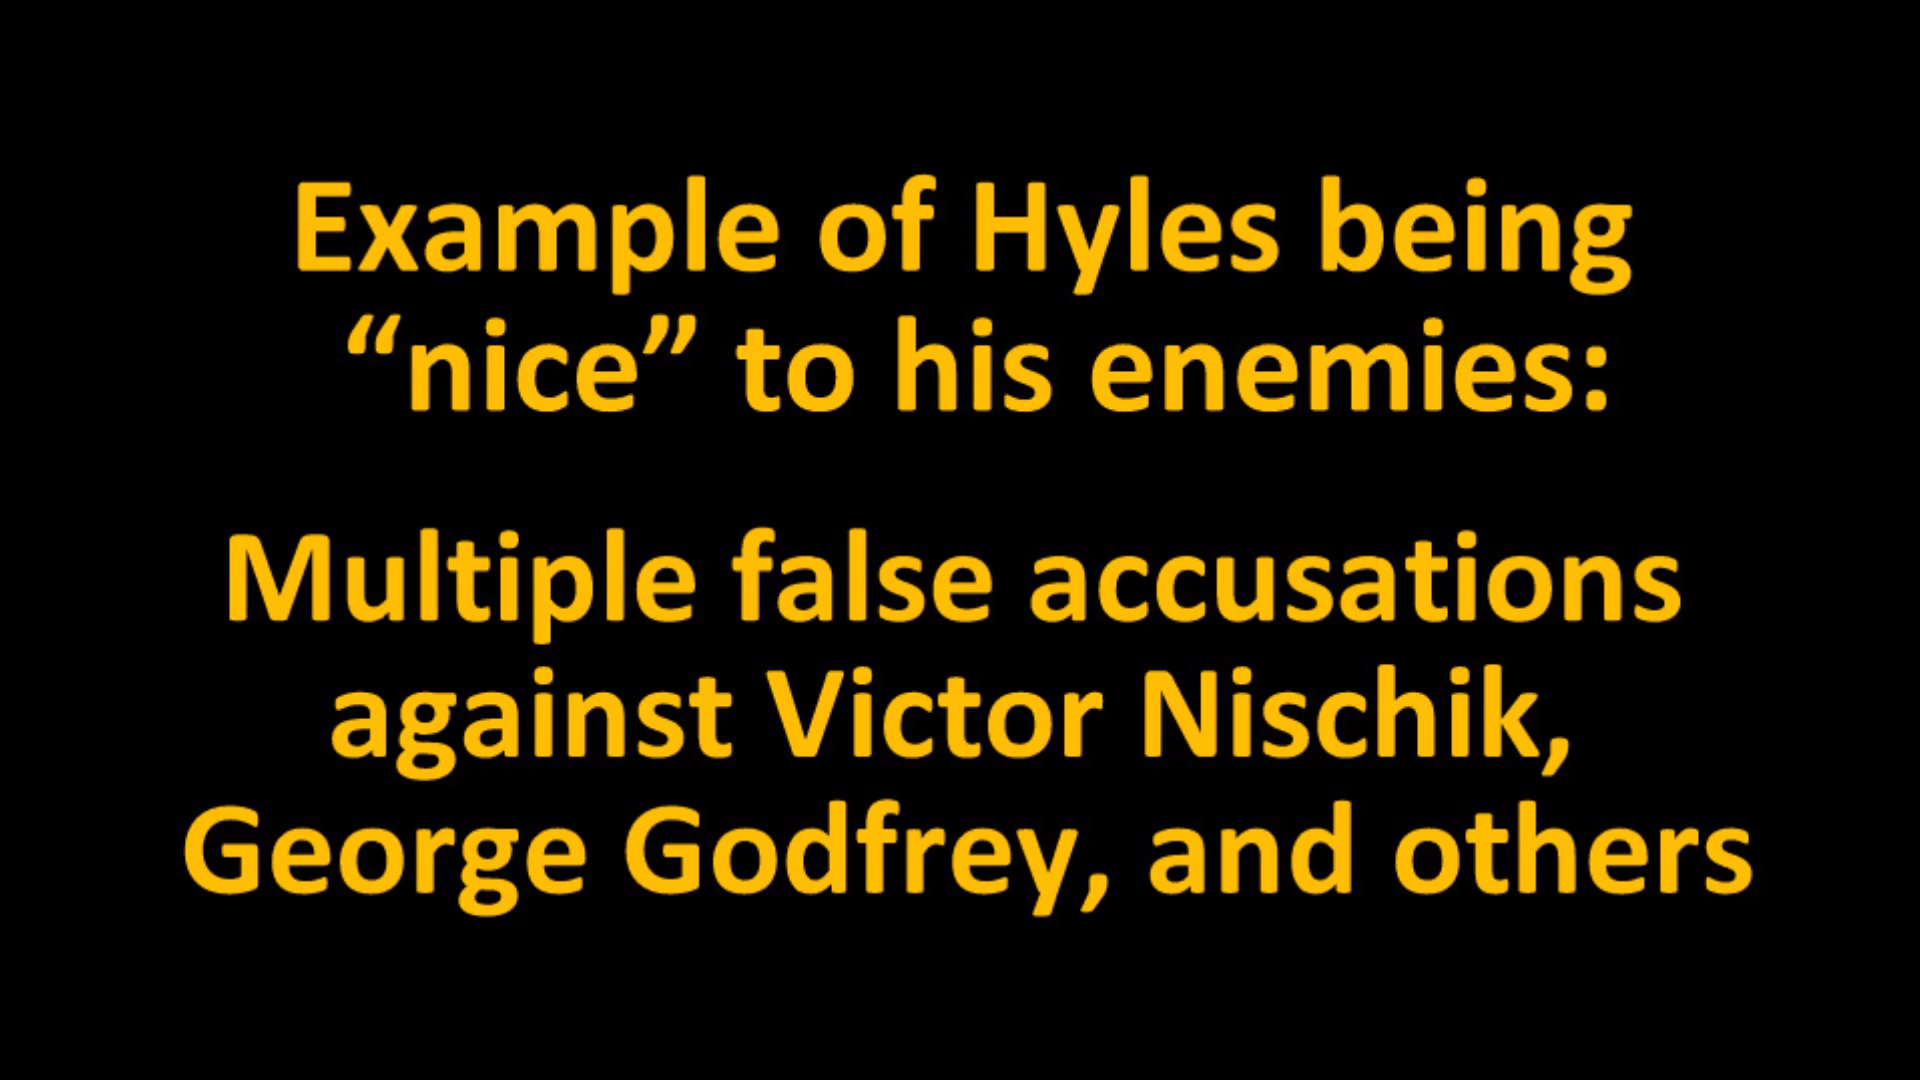 Example of Hyles being
“nice” to his enemies:
Multiple false accusations
against Victor Nischik,
George Godfrey, and others